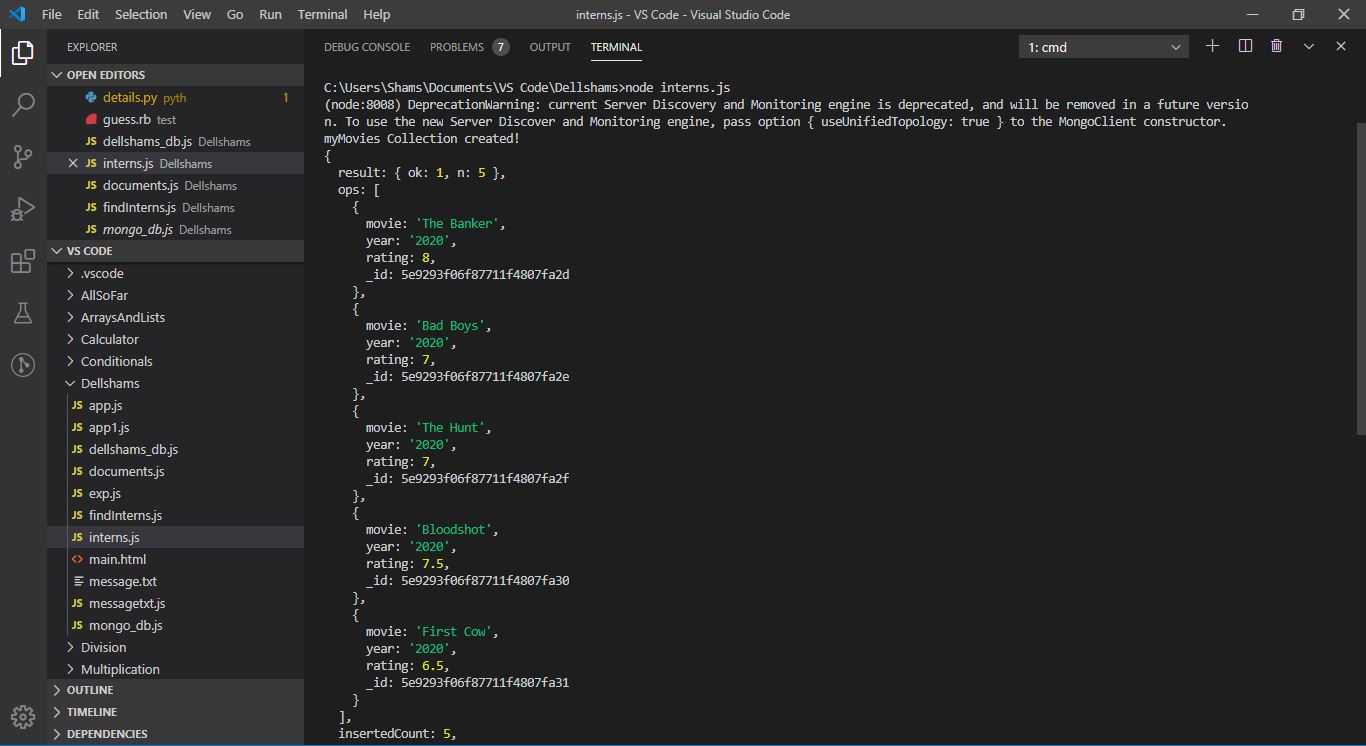 File Edit Selection View Go Run Terminal Help
interns.js - VS Code - Visual Studio Code
EXPLORER
OPEN EDITORS
details.py pyth 1
guess.rb test
JS dellshams_db.js Dellshams
JS interns.js Dellshams
JS documents.js Dellshams
JS findInterns.js Dellshams
JS mongo_db.js Dellshams
VS CODE
.vscode
AllSoFar
ArraysAndLists
Calculator
Conditionals
Dellshams
JS app.js
JS app1.js
JS dellshams_db.js
JS documents.js
JS exp.js
JS findInterns.js
JS interns.js
<> main.html
message.txt
JS messagetxt.js
JS mongo_db.js
Division
Multiplication
OUTLINE
TIMELINE
DEPENDENCIES
DEBUG CONSOLE PROBLEMS 7 OUTPUT TERMINAL
1: cmd
C:\Users\Shams\Documents\VS Code\Dellshams>node interns.js
(node:8008) DeprecationWarning: current Server Discovery and Monitoring engine is deprecated, and will be removed in a future versio
n. To use the new Server Discover and Monitoring engine, pass option { useUnifiedTopology: true } to the MongoClient constructor.
myMovies Collection created!
{
  result: { ok: 1, n: 5 },
  ops: [
    {
      movie: 'The Banker',
      year: '2020',
      rating: 8,
      _id: 5e9293f06f87711f4807fa2d
    },
    {
      movie: 'Bad Boys',
      year: '2020',
      rating: 7,
      _id: 5e9293f06f87711f4807fa2e
    },
    {
      movie: 'The Hunt',
      year: '2020',
      rating: 7,
      _id: 5e9293f06f87711f4807fa2f
    },
    {
      movie: 'Bloodshot',
      year: '2020',
      rating: 7.5,
      _id: 5e9293f06f87711f4807fa30
    },
    {
      movie: 'First Cow',
      year: '2020',
      rating: 6.5,
      _id: 5e9293f06f87711f4807fa31
    }
  ],
  insertedCount: 5,